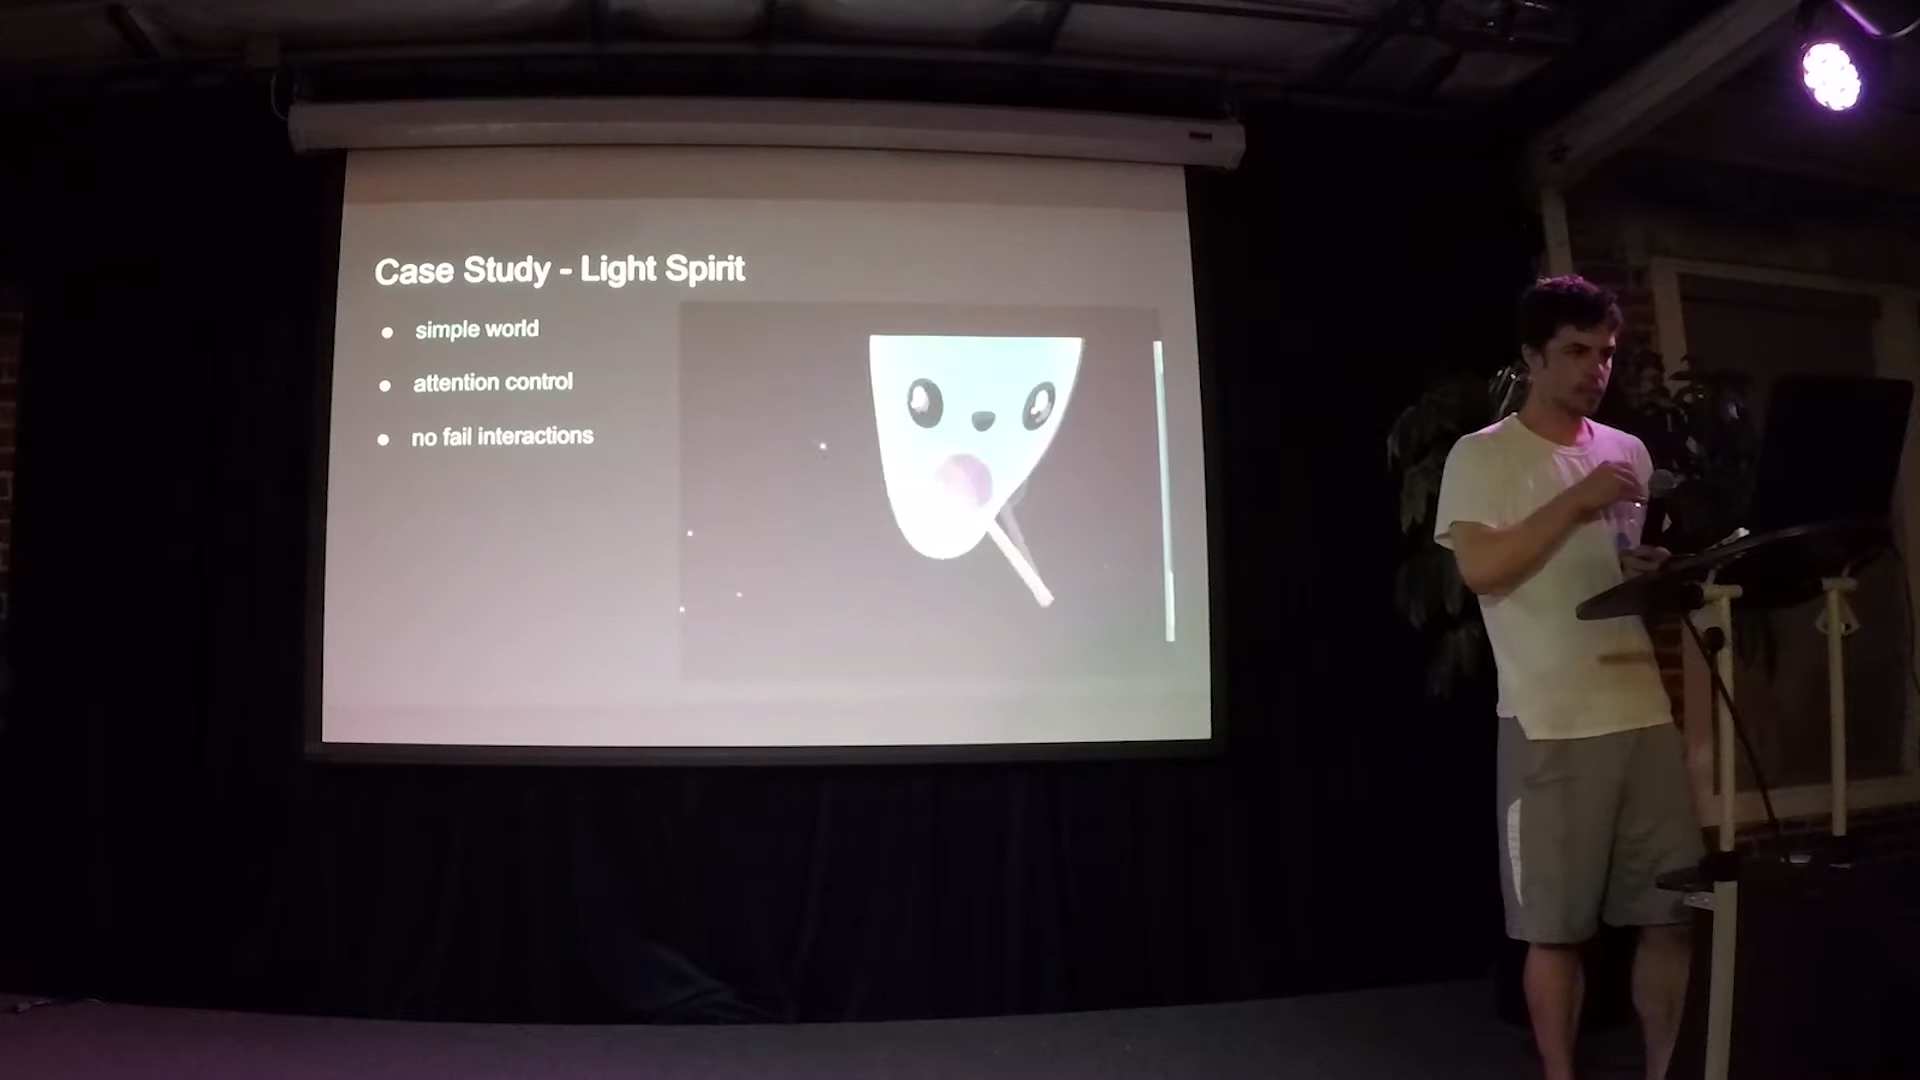 Case Study - Light Spirit
simple world
attention control
no fail interactions